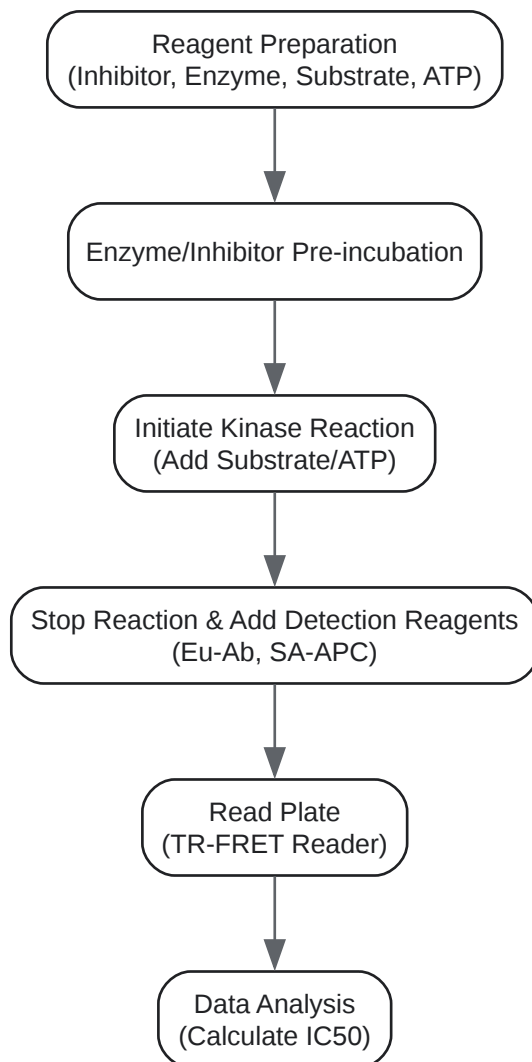 Reagent Preparation
(Inhibitor, Enzyme, Substrate, ATP)
Enzyme/Inhibitor Pre-incubation
Initiate Kinase Reaction
(Add Substrate/ATP)
Stop Reaction & Add Detection Reagents
(Eu-Ab, SA-APC)
Read Plate
(TR-FRET Reader)
Data Analysis
(Calculate IC50)